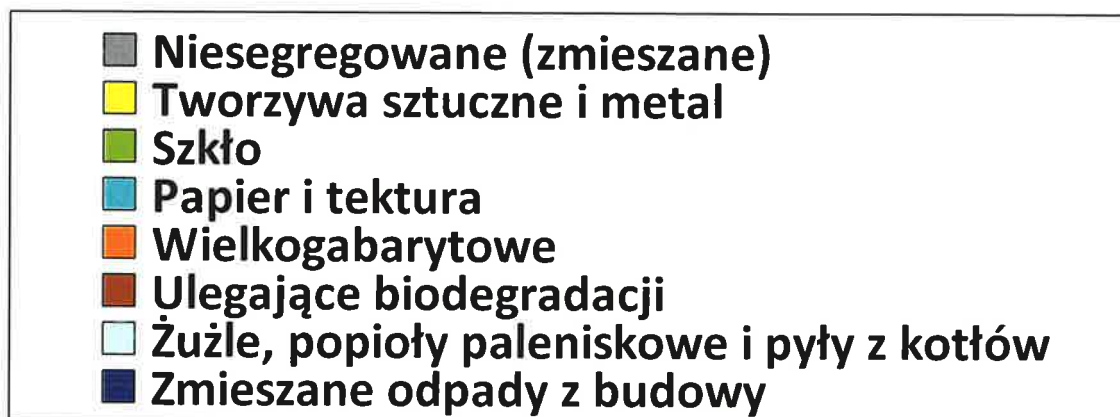 Niesegregowane (zmieszane)
Tworzywa sztuczne i metal
Szkło
Papier i tektura
Wielkogabarytowe
Ulegające biodegradacji
Żużle, popioły paleniskowe i pyły z kotłów
Zmieszane odpady z budowy